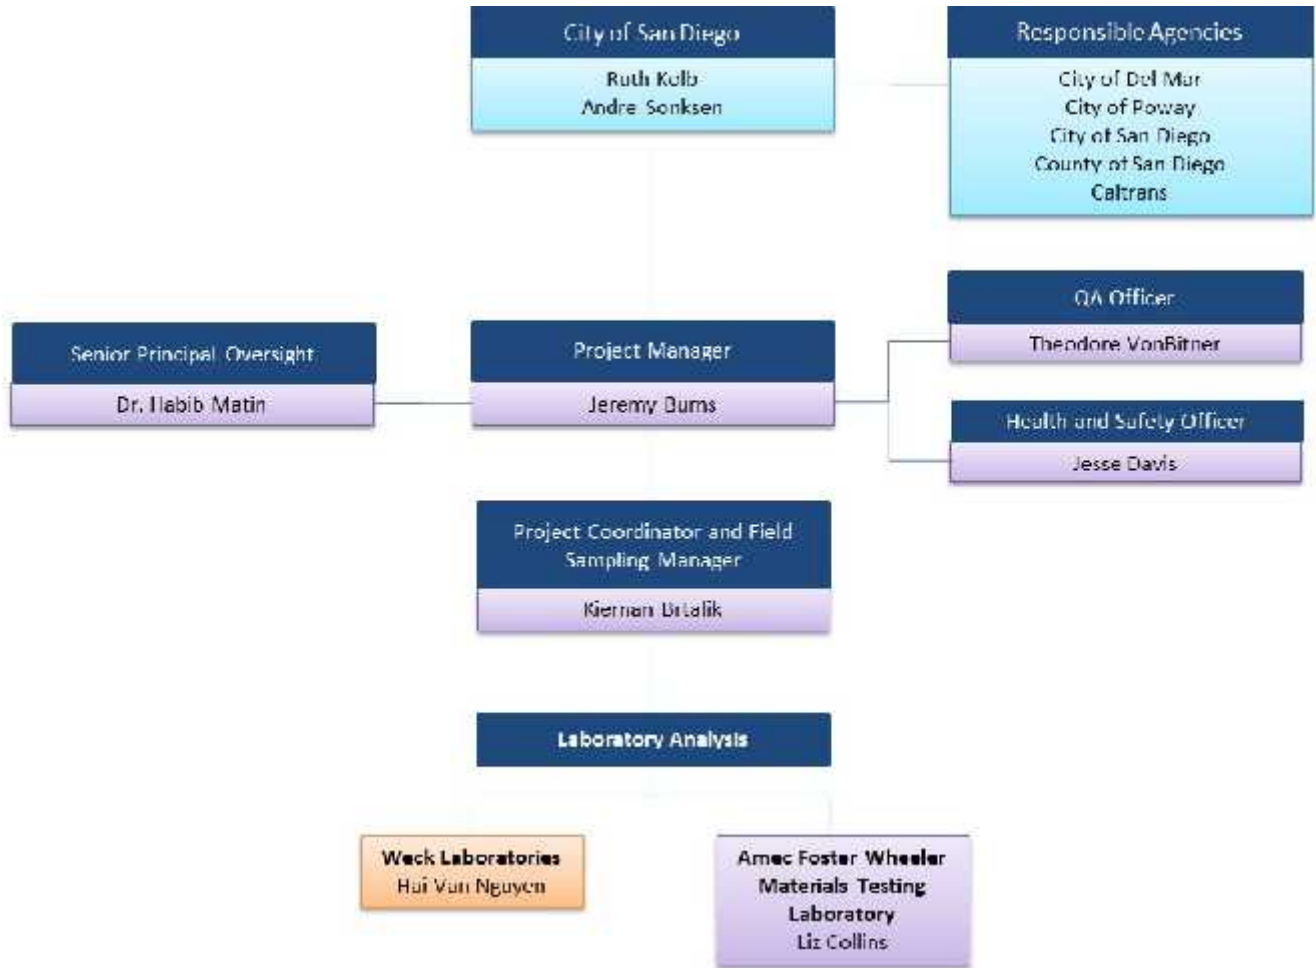 City of San Diego
Ruth Kolb
Andre Sonksen
Responsible Agencies
City of Del Mar
City of Poway
City of San Diego
County of San Diego
Caltrans
QA Officer
Theodore VonBitner
Senior Principal Oversight
Dr. Habib Matin
Project Manager
Jeremy Burns
Health and Safety Officer
Jesse Davis
Project Coordinator and Field
Sampling Manager
Kiernan Brtalik
Laboratory Analysis
Weck Laboratories
Hai Van Nguyen
Amec Foster Wheeler
Materials Testing
Laboratory
Liz Collins